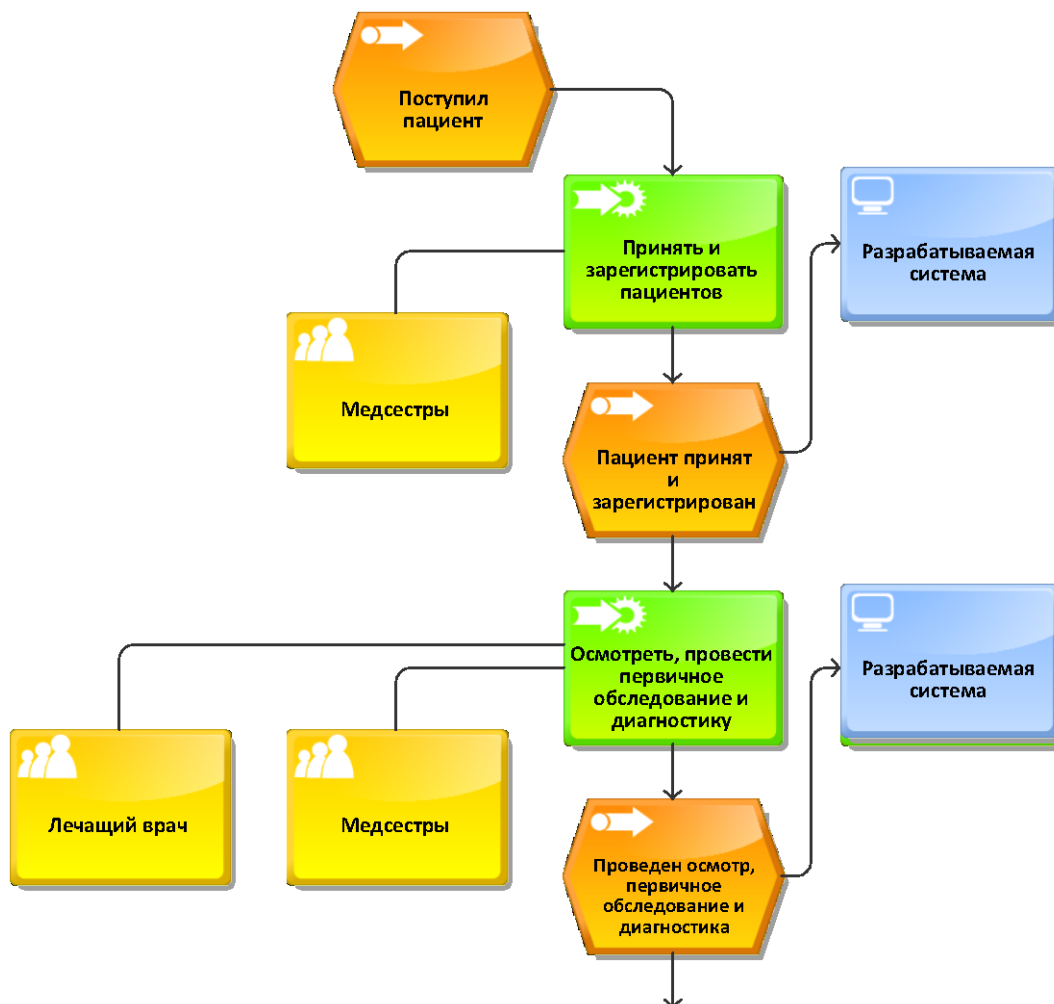 Поступил
пациент
Принять и
зарегистрировать
пациентов
Разрабатываемая
система
Медсестры
Пациент принят
и
зарегистрирован
Осмотреть, провести
первичное
обследование и
диагностику
Разрабатываемая
система
Лечащий врач
Медсестры
Проведен осмотр,
первичное
обследование и
диагностика